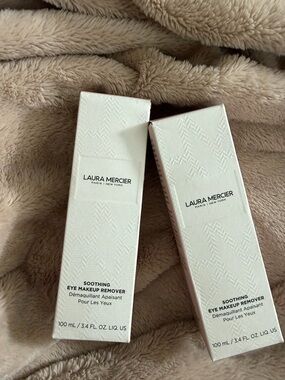 LAURA MERCIER
PARIS | NEW YORK
SOOTHING
EYE MAKEUP REMOVER
Démaquillant Apaisant
Pour Les Yeux
100 mL / 3.4 FL. OZ. LIQ. US
LAURA MERCIER
PARIS | NEW YORK
SOOTHING
EYE MAKEUP REMOVER
Démaquillant Apaisant
Pour Les Yeux
100 mL / 3.4 FL. OZ. LIQ. US